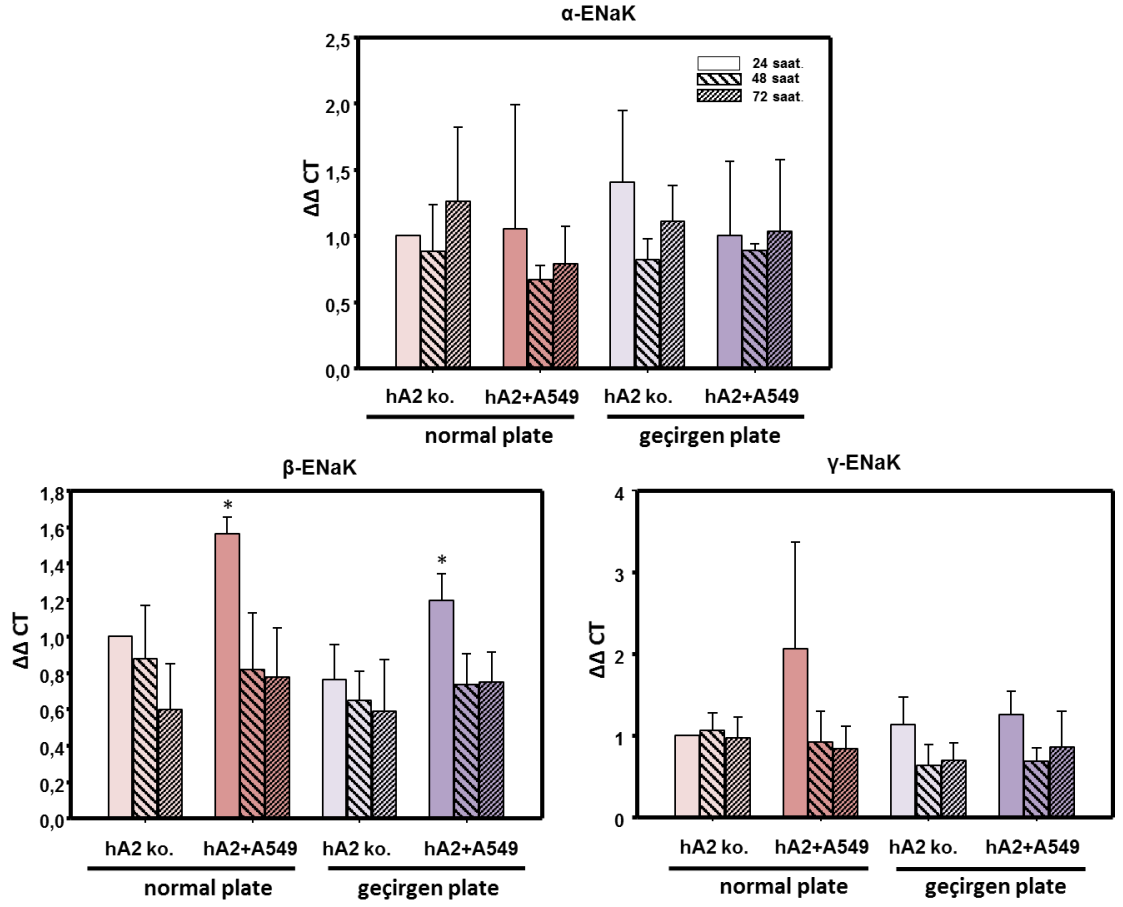 α-ENaK
2,5
2,0
1,5
1,0
0,5
0,0
ΔΔ CT
24 saat.
48 saat
72 saat.
hA2 ko. hA2+A549 hA2 ko. hA2+A549
normal plate geçirgen plate
β-ENaK
1,8
1,6
1,4
1,2
1,0
0,8
0,6
0,4
0,2
0,0
ΔΔ CT
*
*
hA2 ko. hA2+A549 hA2 ko. hA2+A549
normal plate geçirgen plate
γ-ENaK
4
3
2
1
0
ΔΔ CT
hA2 ko. hA2+A549 hA2 ko. hA2+A549
normal plate geçirgen plate